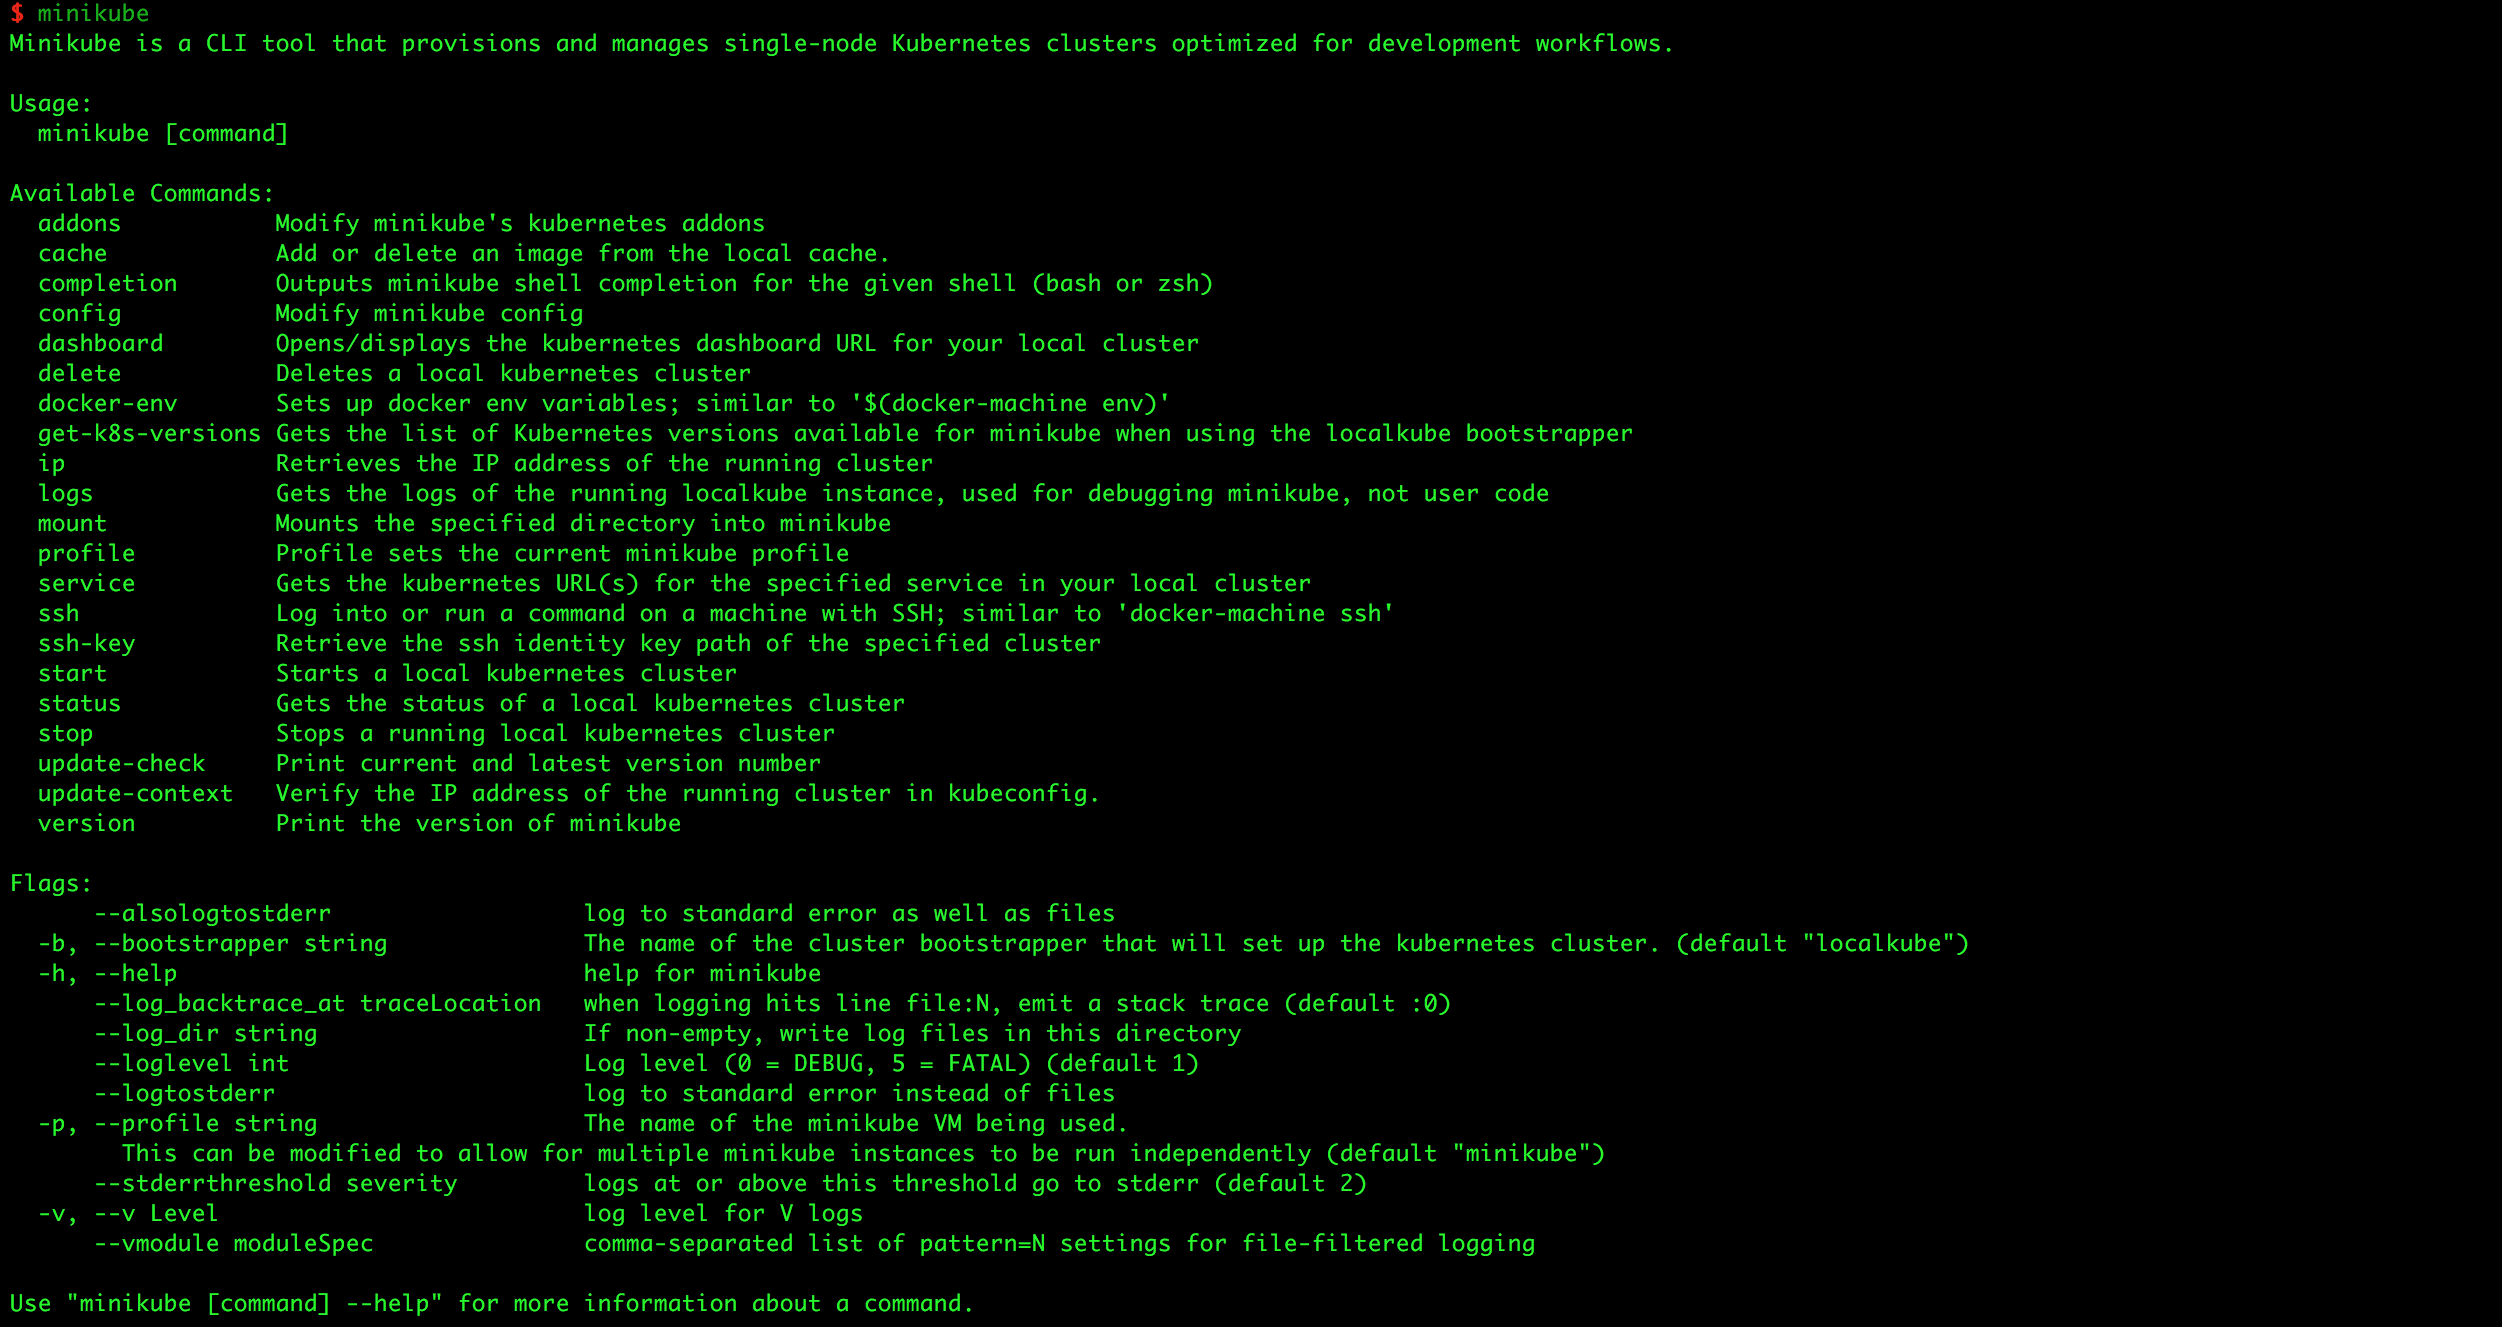 $ minikube
Minikube is a CLI tool that provisions and manages single-node Kubernetes clusters optimized for development workflows.

Usage:
  minikube [command]

Available Commands:
  addons           Modify minikube's kubernetes addons
  cache            Add or delete an image from the local cache.
  completion       Outputs minikube shell completion for the given shell (bash or zsh)
  config           Modify minikube config
  dashboard        Opens/displays the kubernetes dashboard URL for your local cluster
  delete           Deletes a local kubernetes cluster
  docker-env       Sets up docker env variables; similar to '$(docker-machine env)'
  get-k8s-versions Gets the list of Kubernetes versions available for minikube when using the localkube bootstrapper
  ip               Retrieves the IP address of the running cluster
  logs             Gets the logs of the running localkube instance, used for debugging minikube, not user code
  mount            Mounts the specified directory into minikube
  profile          Profile sets the current minikube profile
  service          Gets the kubernetes URL(s) for the specified service in your local cluster
  ssh              Log into or run a command on a machine with SSH; similar to 'docker-machine ssh'
  ssh-key          Retrieve the ssh identity key path of the specified cluster
  start            Starts a local kubernetes cluster
  status           Gets the status of a local kubernetes cluster
  stop             Stops a running local kubernetes cluster
  update-check     Print current and latest version number
  update-context   Verify the IP address of the running cluster in kubeconfig.
  version          Print the version of minikube

Flags:
      --alsologtostderr                  log to standard error as well as files
  -b, --bootstrapper string              The name of the cluster bootstrapper that will set up the kubernetes cluster. (default "localkube")
  -h, --help                             help for minikube
      --log_backtrace_at traceLocation   when logging hits line file:N, emit a stack trace (default :0)
      --log_dir string                   If non-empty, write log files in this directory
      --loglevel int                     Log level (0 = DEBUG, 5 = FATAL) (default 1)
      --logtostderr                      log to standard error instead of files
  -p, --profile string                   The name of the minikube VM being used.
        This can be modified to allow for multiple minikube instances to be run independently (default "minikube")
      --stderrthreshold severity         logs at or above this threshold go to stderr (default 2)
  -v, --v Level                          log level for V logs
      --vmodule moduleSpec               comma-separated list of pattern=N settings for file-filtered logging

Use "minikube [command] --help" for more information about a command.